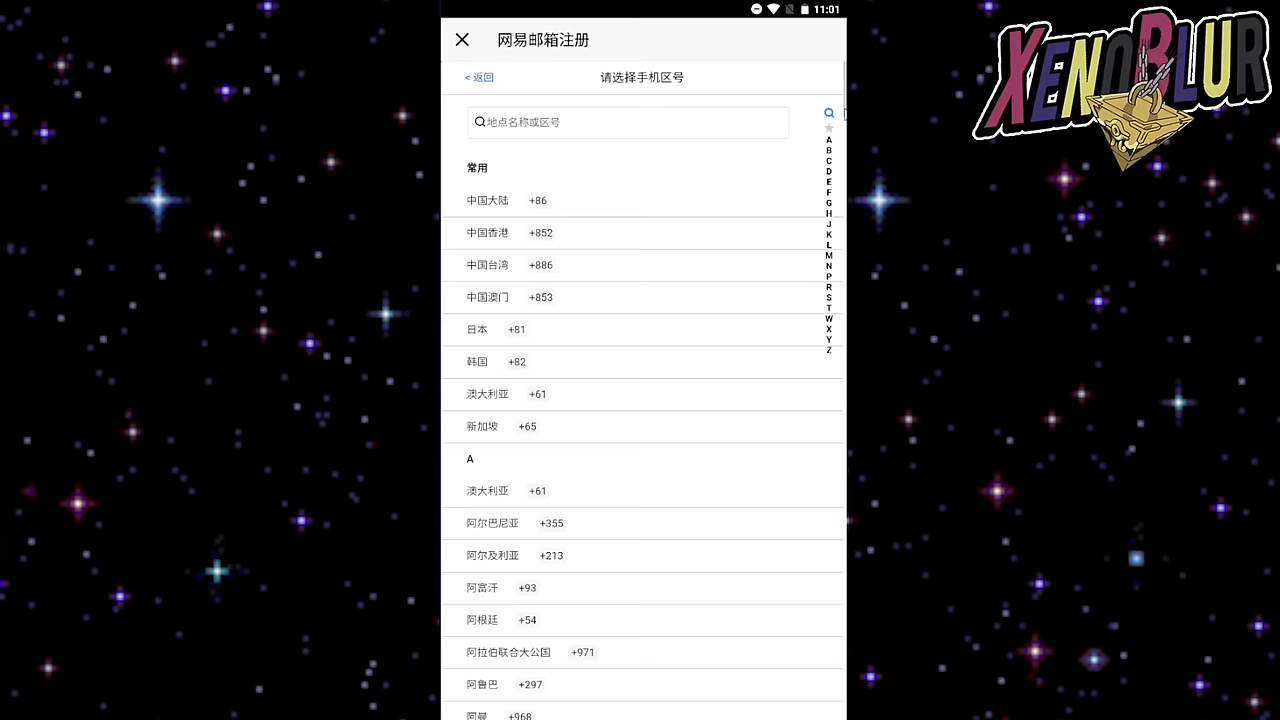 11:01
XENOBLUR
网易邮箱注册
< 返回
请选择手机区号
地点名称或区号
常用
中国大陆 +86
中国香港 +852
中国台湾 +886
中国澳门 +853
日本 +81
韩国 +82
澳大利亚 +61
新加坡 +65
A
澳大利亚 +61
阿尔巴尼亚 +355
阿尔及利亚 +213
阿富汗 +93
阿根廷 +54
阿拉伯联合大公国 +971
阿鲁巴 +297
阿曼 +968
A
B
C
D
E
F
G
H
J
K
L
M
N
P
R
S
T
W
X
Y
Z